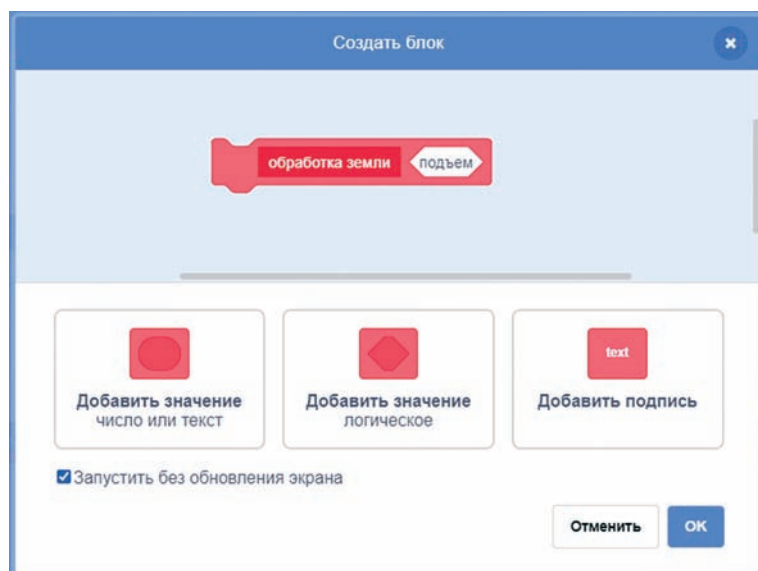 Создать блок
обработка земли подъем
text
Добавить значение
число или текст
Добавить значение
логическое
Добавить подпись
Запустить без обновления экрана
Отменить OK